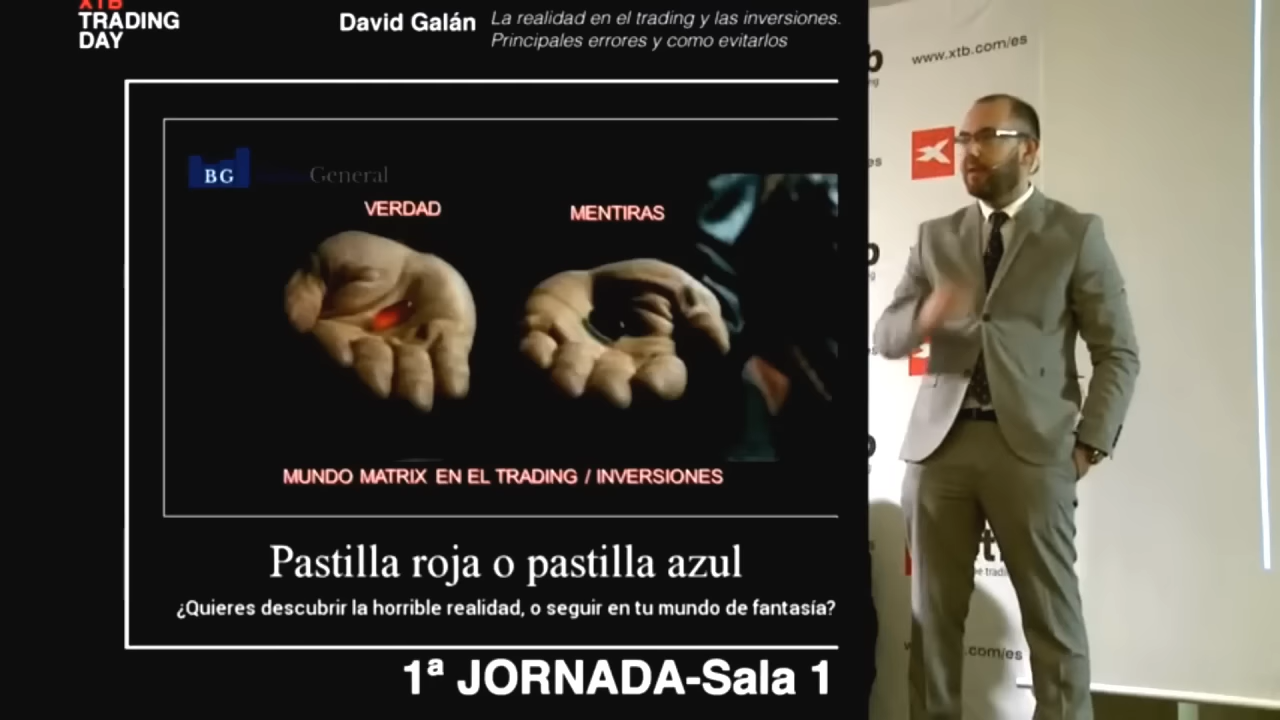 XTB
TRADING
DAY
David Galán
La realidad en el trading y las inversiones.
Principales errores y como evitarlos
www.xtb.com/es
BG
General
VERDAD
MENTIRAS
MUNDO MATRIX EN EL TRADING / INVERSIONES
Pastilla roja o pastilla azul
¿Quieres descubrir la horrible realidad, o seguir en tu mundo de fantasía?
1ª JORNADA-Sala 1
.com/es